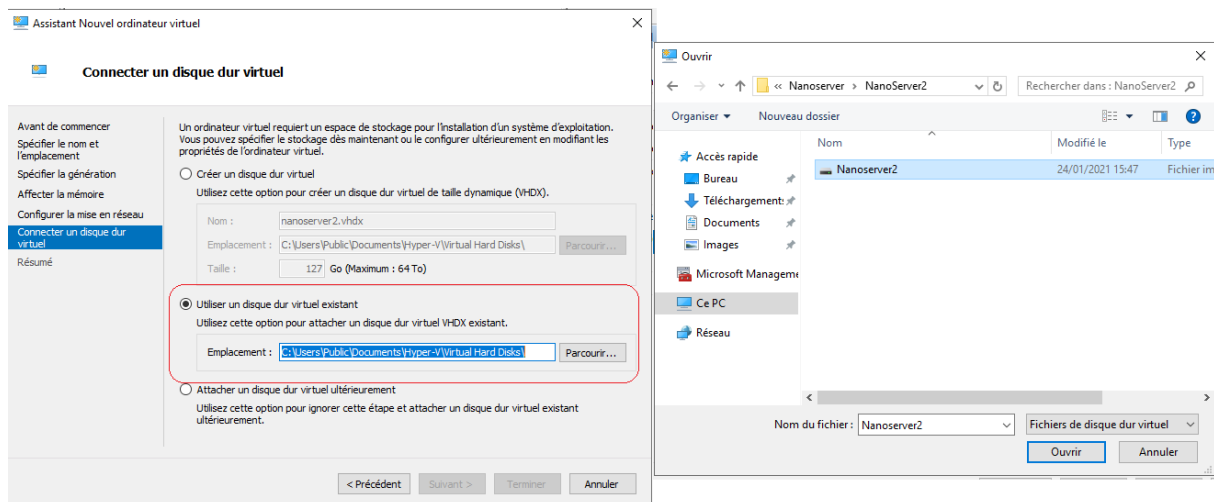 Assistant Nouvel ordinateur virtuel
Connecter un disque dur virtuel
Avant de commencer
Spécifier le nom et
l'emplacement
Spécifier la génération
Affecter la mémoire
Configurer la mise en réseau
Connecter un disque dur
virtuel
Résumé
Un ordinateur virtuel requiert un espace de stockage pour l'installation d'un système d'exploitation.
Vous pouvez spécifier le stockage dès maintenant ou le configurer ultérieurement en modifiant les
propriétés de l'ordinateur virtuel.
Créer un disque dur virtuel
Utilisez cette option pour créer un disque dur virtuel de taille dynamique (VHDX).
Nom : nanoserver2.vhdx
Emplacement : C:\Users\Public\Documents\Hyper-V\Virtual Hard Disks\ Parcourir...
Taille : 127 Go (Maximum : 64 To)
Utiliser un disque dur virtuel existant
Utilisez cette option pour attacher un disque dur virtuel VHDX existant.
Emplacement : C:\Users\Public\Documents\Hyper-V\Virtual Hard Disks\ Parcourir...
Attacher un disque dur virtuel ultérieurement
Utilisez cette option pour ignorer cette étape et attacher un disque dur virtuel existant
ultérieurement.
< Précédent Suivant > Terminer Annuler
Ouvrir
« Nanoserver > NanoServer2 Rechercher dans : NanoServer2
Organiser Nouveau dossier
Nom Modifié le Type
Nanoserver2 24/01/2021 15:47 Fichier im
Accès rapide
Bureau
Téléchargements
Documents
Images
Microsoft Manageme
Ce PC
Réseau
Nom du fichier : Nanoserver2 Fichiers de disque dur virtuel
Ouvrir Annuler